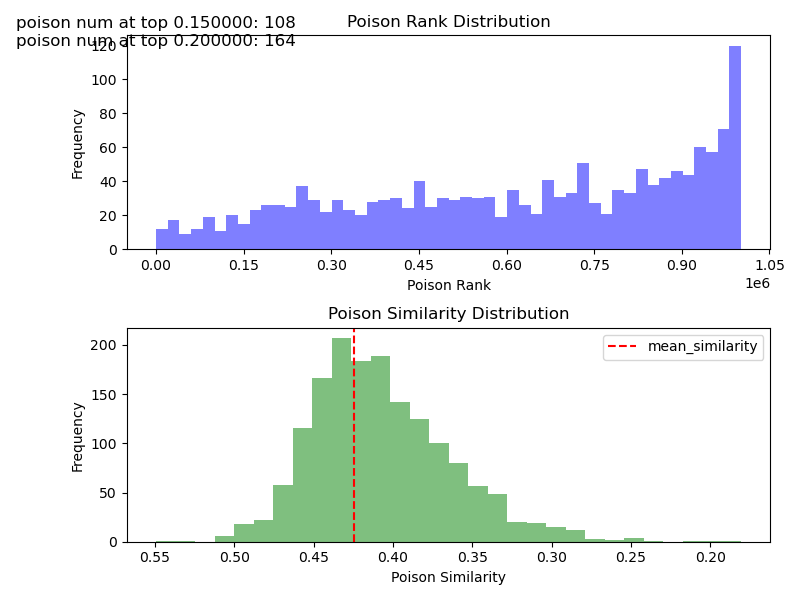 poison num at top 0.150000: 108
poison num at top 0.200000: 164
Poison Rank Distribution
120
100
80
60
40
20
0
Frequency
0.00 0.15 0.30 0.45 0.60 0.75 0.90 1.05
1e6
Poison Rank
Poison Similarity Distribution
mean_similarity
200
150
100
50
0
Frequency
0.55 0.50 0.45 0.40 0.35 0.30 0.25 0.20
Poison Similarity